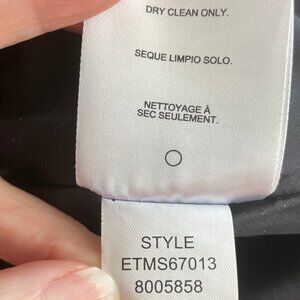 DRY CLEAN ONLY.
SEQUE LIMPIO SOLO.
NETTOYAGE À
SEC SEULEMENT.
STYLE
ETMS67013
8005858